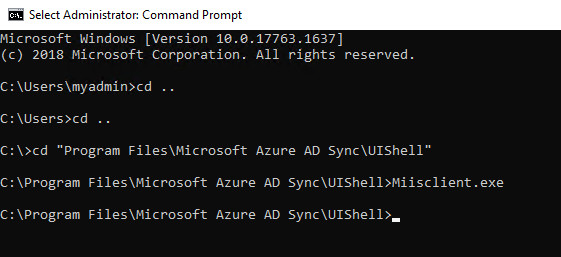 Select Administrator: Command Prompt
Microsoft Windows [Version 10.0.17763.1637]
(c) 2018 Microsoft Corporation. All rights reserved.
C:\Users\myadmin>cd ..
C:\Users>cd ..
C:\>cd "Program Files\Microsoft Azure AD Sync\UIShell"
C:\Program Files\Microsoft Azure AD Sync\UIShell>Miisclient.exe
C:\Program Files\Microsoft Azure AD Sync\UIShell>